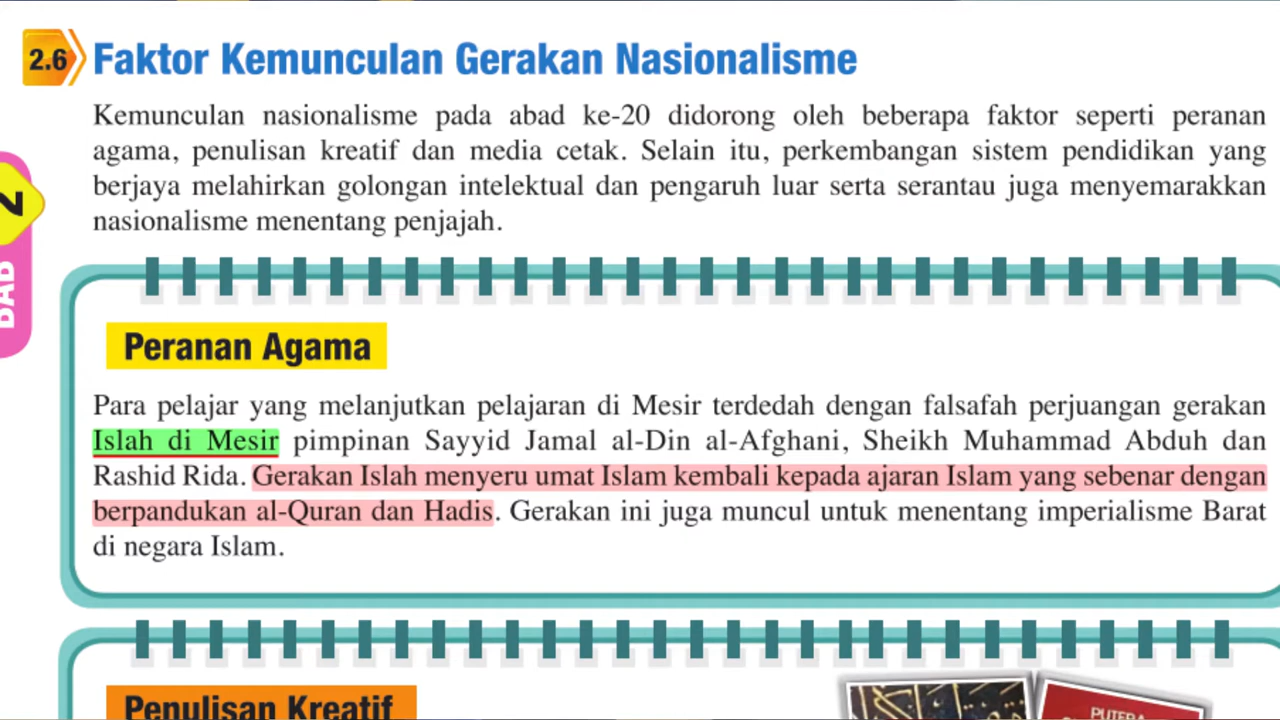 2.6 Faktor Kemunculan Gerakan Nasionalisme
Kemunculan nasionalisme pada abad ke-20 didorong oleh beberapa faktor seperti peranan
agama, penulisan kreatif dan media cetak. Selain itu, perkembangan sistem pendidikan yang
berjaya melahirkan golongan intelektual dan pengaruh luar serta serantau juga menyemarakkan
nasionalisme menentang penjajah.
BAB 2
Peranan Agama
Para pelajar yang melanjutkan pelajaran di Mesir terdedah dengan falsafah perjuangan gerakan
Islah di Mesir pimpinan Sayyid Jamal al-Din al-Afghani, Sheikh Muhammad Abduh dan
Rashid Rida. Gerakan Islah menyeru umat Islam kembali kepada ajaran Islam yang sebenar dengan
berpandukan al-Quran dan Hadis. Gerakan ini juga muncul untuk menentang imperialisme Barat
di negara Islam.
Penulisan Kreatif
PUTERA